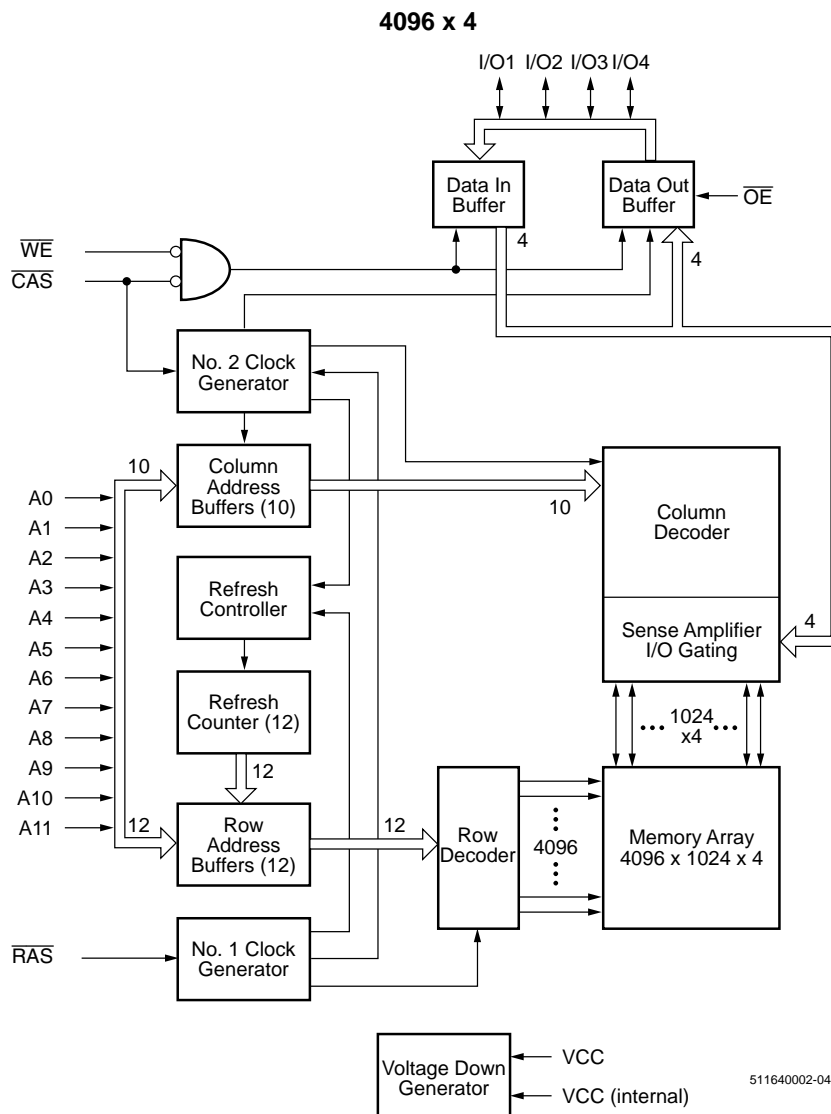 4096 x 4
I/O1 I/O2 I/O3 I/O4
Data In
Buffer
Data Out
Buffer
OE
4
4
WE
CAS
No. 2 Clock
Generator
10
Column
Address
Buffers (10)
10
A0
A1
A2
A3
A4
A5
A6
A7
A8
A9
A10
A11
Column
Decoder
Refresh
Controller
Sense Amplifier
I/O Gating
4
Refresh
Counter (12)
12
1024
x4
12
Row
Address
Buffers (12)
12
Row
Decoder
4096
Memory Array
4096 x 1024 x 4
RAS
No. 1 Clock
Generator
Voltage Down
Generator
VCC
VCC (internal)
511640002-04